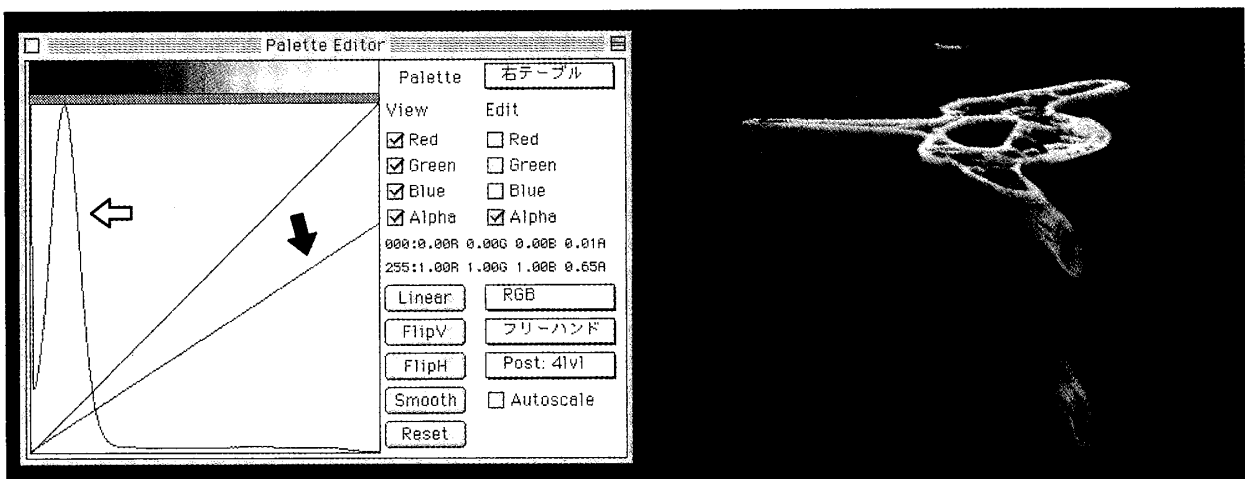 Palette Editor
Palette 右テーブル
View Edit
Red Red
Green Green
Blue Blue
Alpha Alpha
000:0.00R 0.00G 0.00B 0.01A
255:1.00R 1.00G 1.00B 0.65A
Linear RGB
FlipV フリーハンド
FlipH Post: 4lvl
Smooth Autoscale
Reset